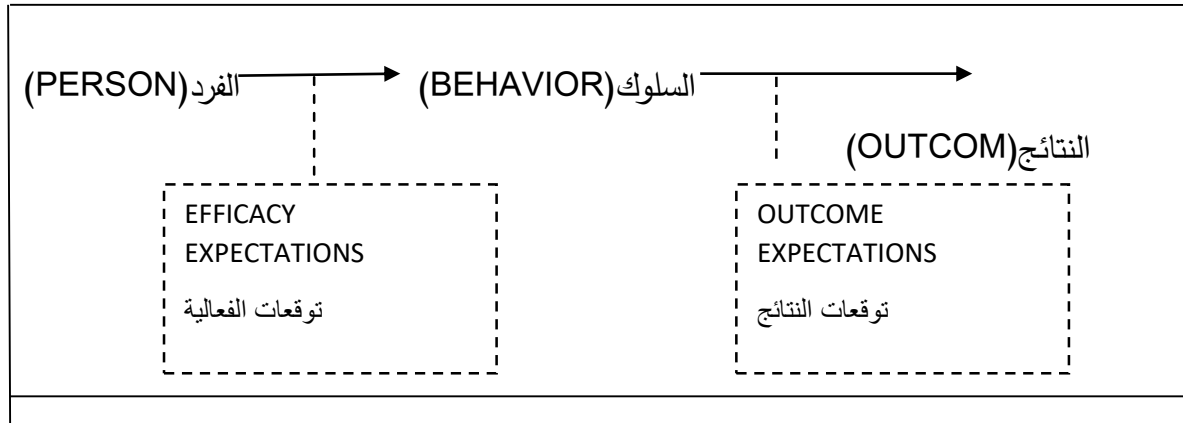 الفرد(PERSON)
السلوك(BEHAVIOR)
النتائج(OUTCOM)
EFFICACY
EXPECTATIONS
توقعات الفعالية
OUTCOME
EXPECTATIONS
توقعات النتائج